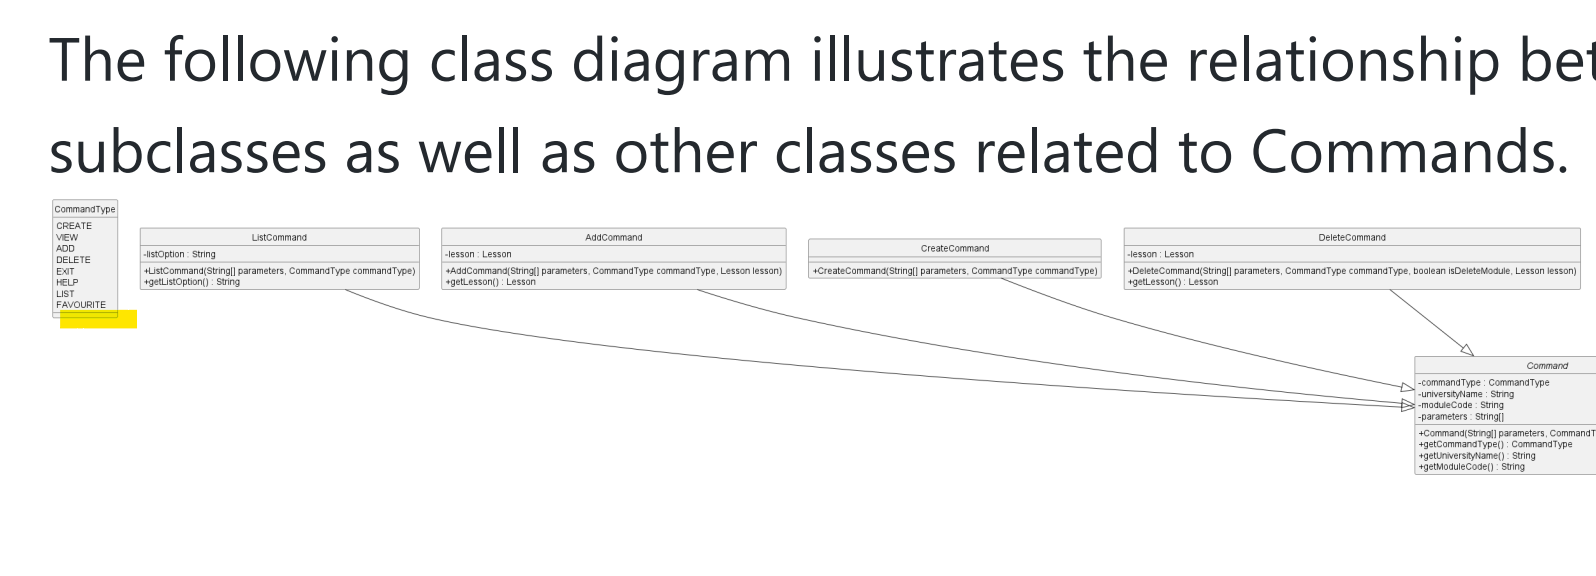 The following class diagram illustrates the relationship bet
subclasses as well as other classes related to Commands.
CommandType
CREATE
VIEW
ADD
DELETE
EXIT
HELP
LIST
FAVOURITE
ListCommand
-listOption : String
+ListCommand(String[] parameters, CommandType commandType)
+getListOption() : String
AddCommand
-lesson : Lesson
+AddCommand(String[] parameters, CommandType commandType, Lesson lesson)
+getLesson() : Lesson
CreateCommand
+CreateCommand(String[] parameters, CommandType commandType)
DeleteCommand
-lesson : Lesson
+DeleteCommand(String[] parameters, CommandType commandType, boolean isDeleteModule, Lesson lesson)
+getLesson() : Lesson
Command
-commandType : CommandType
-universityName : String
-moduleCode : String
-parameters : String[]
+Command(String[] parameters, CommandT
+getCommandType() : CommandType
+getUniversityName() : String
+getModuleCode() : String